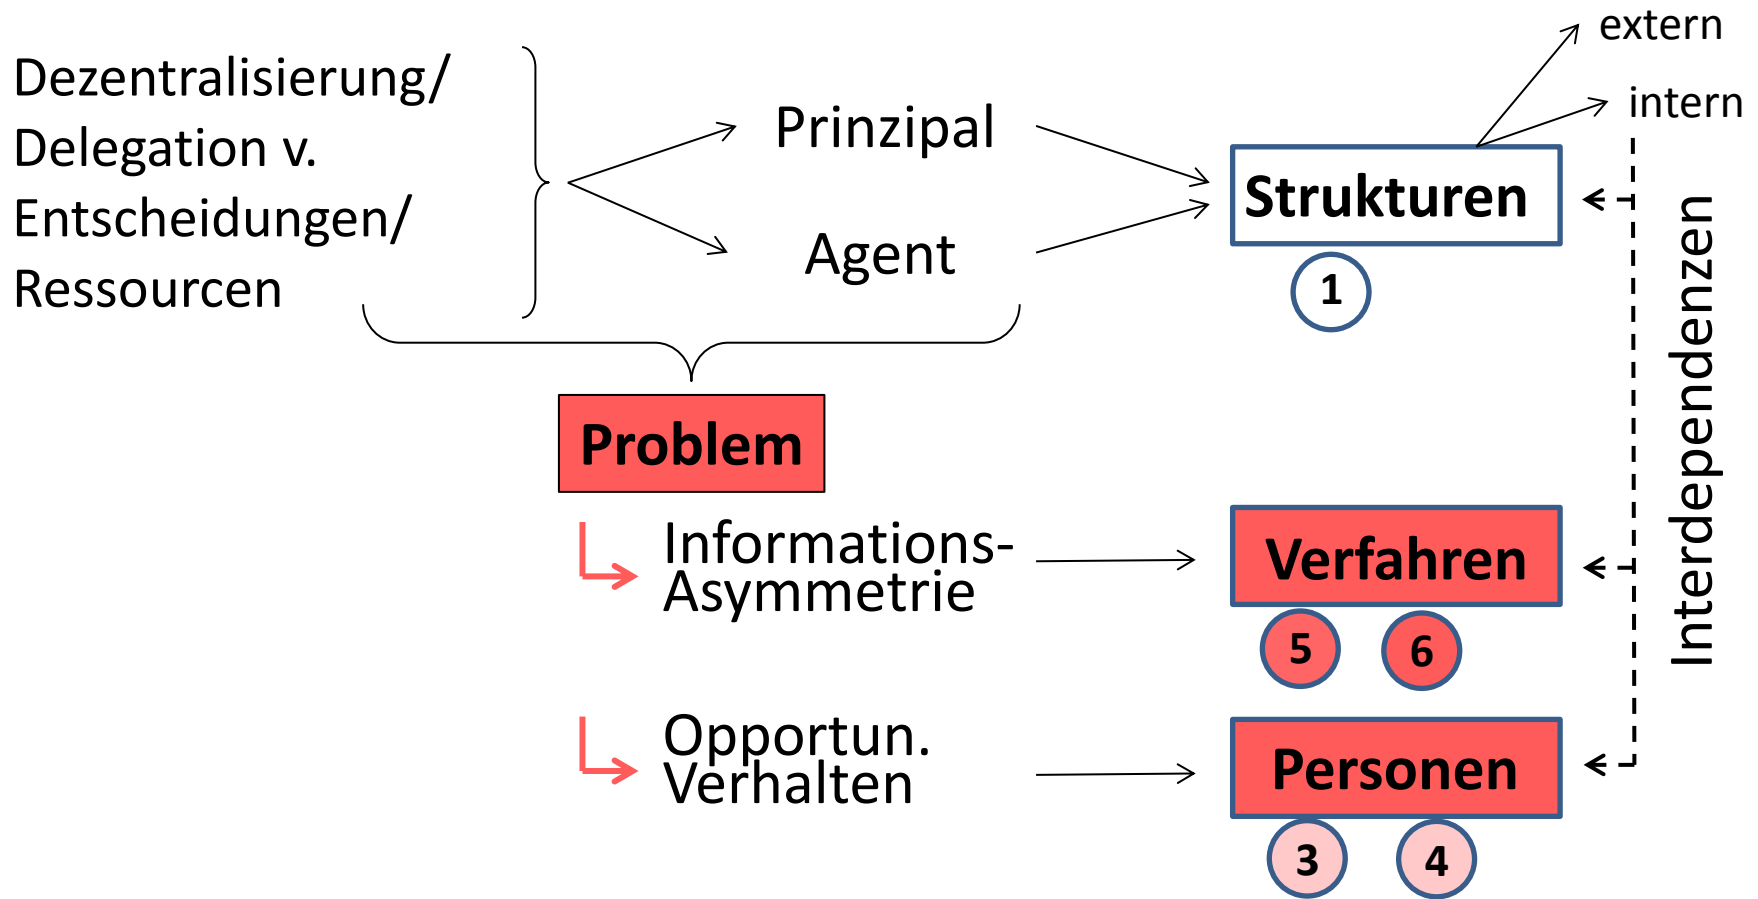 Dezentralisierung/
Delegation v.
Entscheidungen/
Ressourcen
Prinzipal
Agent
extern
intern
Strukturen
1
Problem
Informations-
Asymmetrie
Verfahren
5 6
Opportun.
Verhalten
Personen
3 4
Interdependenzen